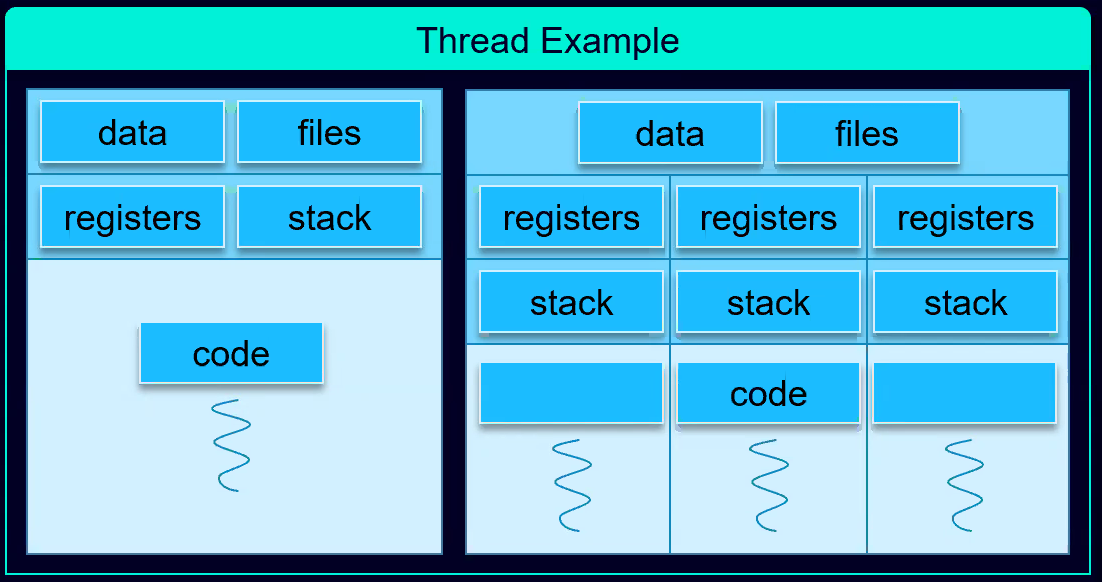 Thread Example
data files
registers stack
code
data files
registers registers registers
stack stack stack
code